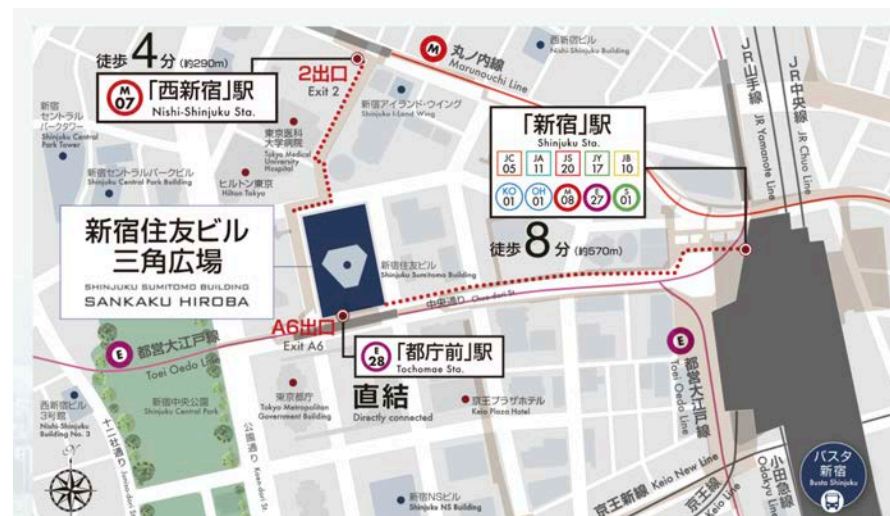 徒歩4分(約290m)
M
07
「西新宿」駅
Nishi-Shinjuku Sta.
2出口
Exit 2
M
丸ノ内線
Marunouchi Line
西新宿ビル
Nishi-Shinjuku Building
JR山手線
JR Yamanote Line
JR中央線
JR Chuo Line
新宿
セントラル
パークタワー
Shinjuku Central
Park Tower
東京医科
大学病院
Tokyo Medical
University
Hospital
新宿アイランド・ウイング
Shinjuku I-Land Wing
「新宿」駅
Shinjuku Sta.
JC
05
JA
11
JS
20
JY
17
JB
10
KO
01
OH
01
M
08
E
27
S
01
徒歩8分(約570m)
新宿セントラルパークビル
Shinjuku Central Park Building
ヒルトン東京
Hilton Tokyo
新宿住友ビル
三角広場
SHINJUKU SUMITOMO BUILDING
SANKAKU HIROBA
新宿住友ビル
Shinjuku Sumitomo Building
中央通り Chuo-dori St.
A6出口
Exit A6
E
都営大江戸線
Toei Oedo Line
E
28
「都庁前」駅
Tochomae Sta.
直結
Directly connected
E
都営大江戸線
Toei Oedo Line
西新宿ビル
3号館
Nishi-Shinjuku
Building No. 3
新宿中央公園
Shinjuku Central Park
東京都庁
Tokyo Metropolitan
Government Building
京王プラザホテル
Keio Plaza Hotel
十二社通り Juniso-dori St.
公園通り Koen-dori St.
新宿NSビル
Shinjuku NS Building
京王新線 Keio New Line
京王線
Keio Line
小田急線
Odakyu Line
バスタ
新宿
Busta Shinjuku
N